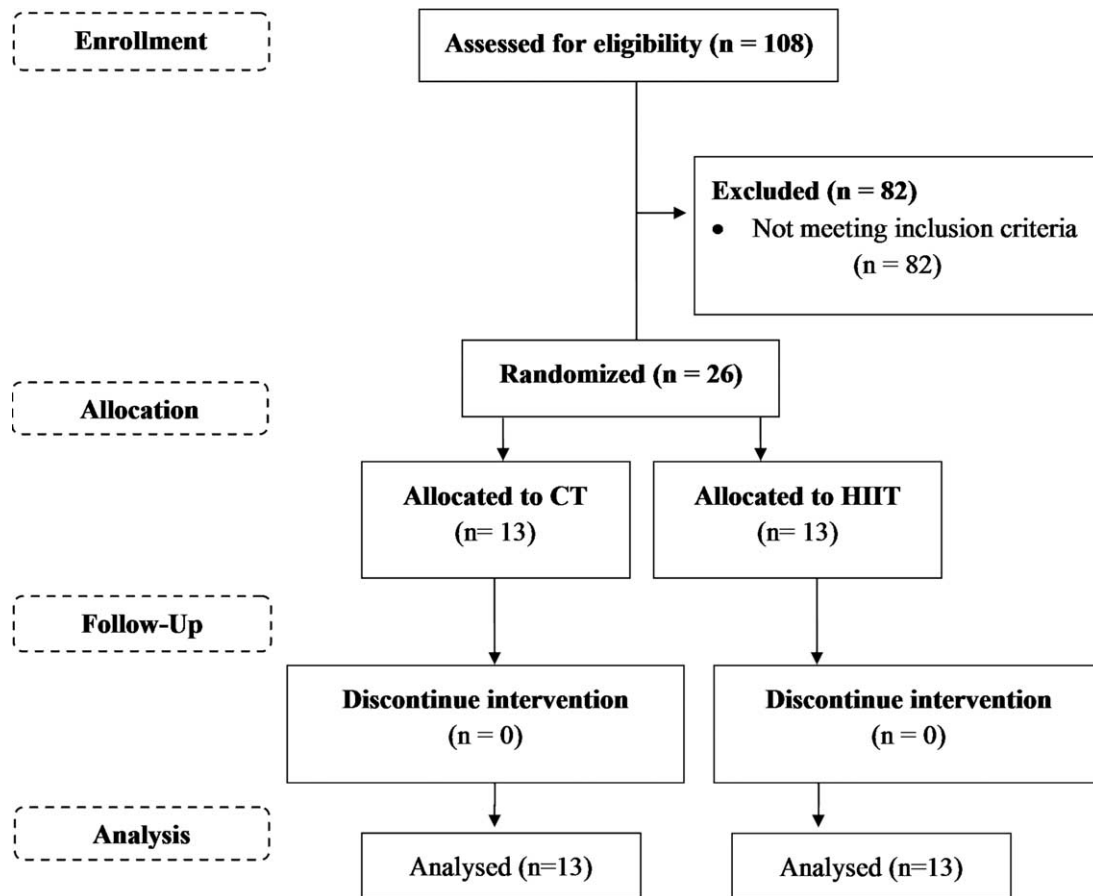 Enrollment
Assessed for eligibility (n = 108)
Excluded (n = 82)
• Not meeting inclusion criteria
(n = 82)
Randomized (n = 26)
Allocation
Allocated to CT
(n= 13)
Allocated to HIIT
(n= 13)
Follow-Up
Discontinue intervention
(n = 0)
Discontinue intervention
(n = 0)
Analysis
Analysed (n=13)
Analysed (n=13)